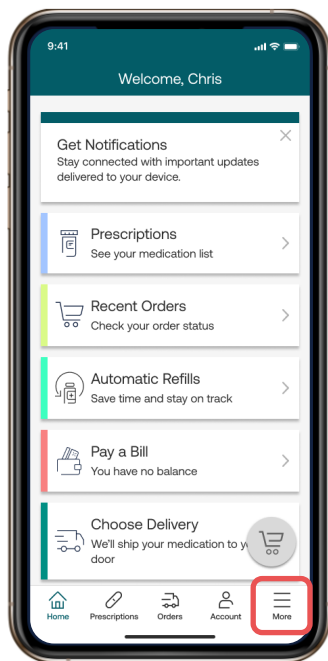 9:41
Welcome, Chris
Get Notifications
Stay connected with important updates
delivered to your device.
Prescriptions
See your medication list
Recent Orders
Check your order status
Automatic Refills
Save time and stay on track
Pay a Bill
You have no balance
Choose Delivery
We'll ship your medication to
door
Home
Prescriptions
Orders
Account
More